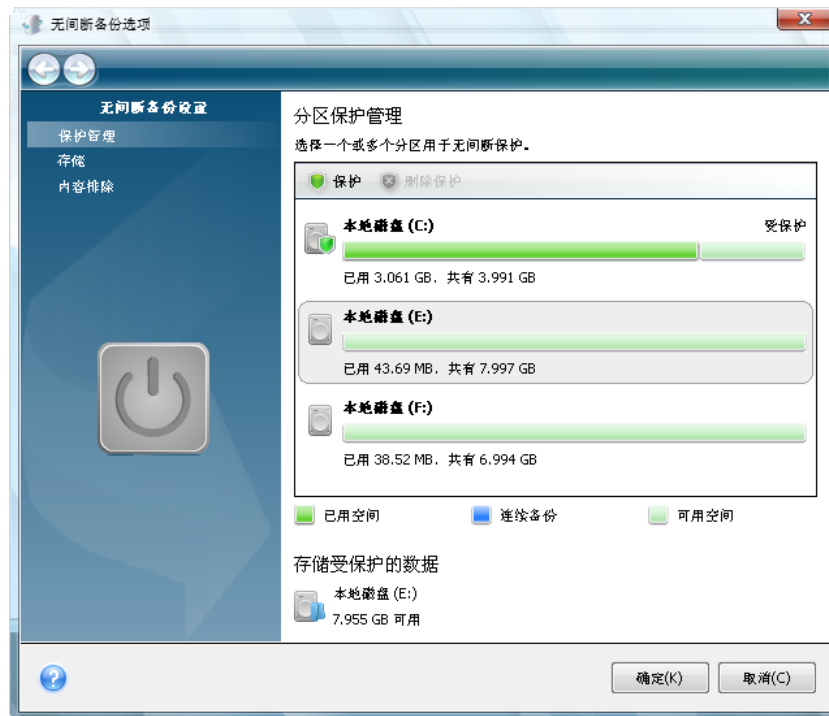 无间断备份选项
无间断备份设置
保护管理
存储
内容排除
分区保护管理
选择一个或多个分区用于无间断保护。
保护 删除保护
本地磁盘 (C:) 受保护
已用 3.061 GB. 共有 3.991 GB
本地磁盘 (E:)
已用 43.69 MB. 共有 7.997 GB
本地磁盘 (F:)
已用 38.52 MB. 共有 6.994 GB
已用空间 连续备份 可用空间
存储受保护的数据
本地磁盘 (E:)
7.955 GB 可用
确定(K) 取消(C)